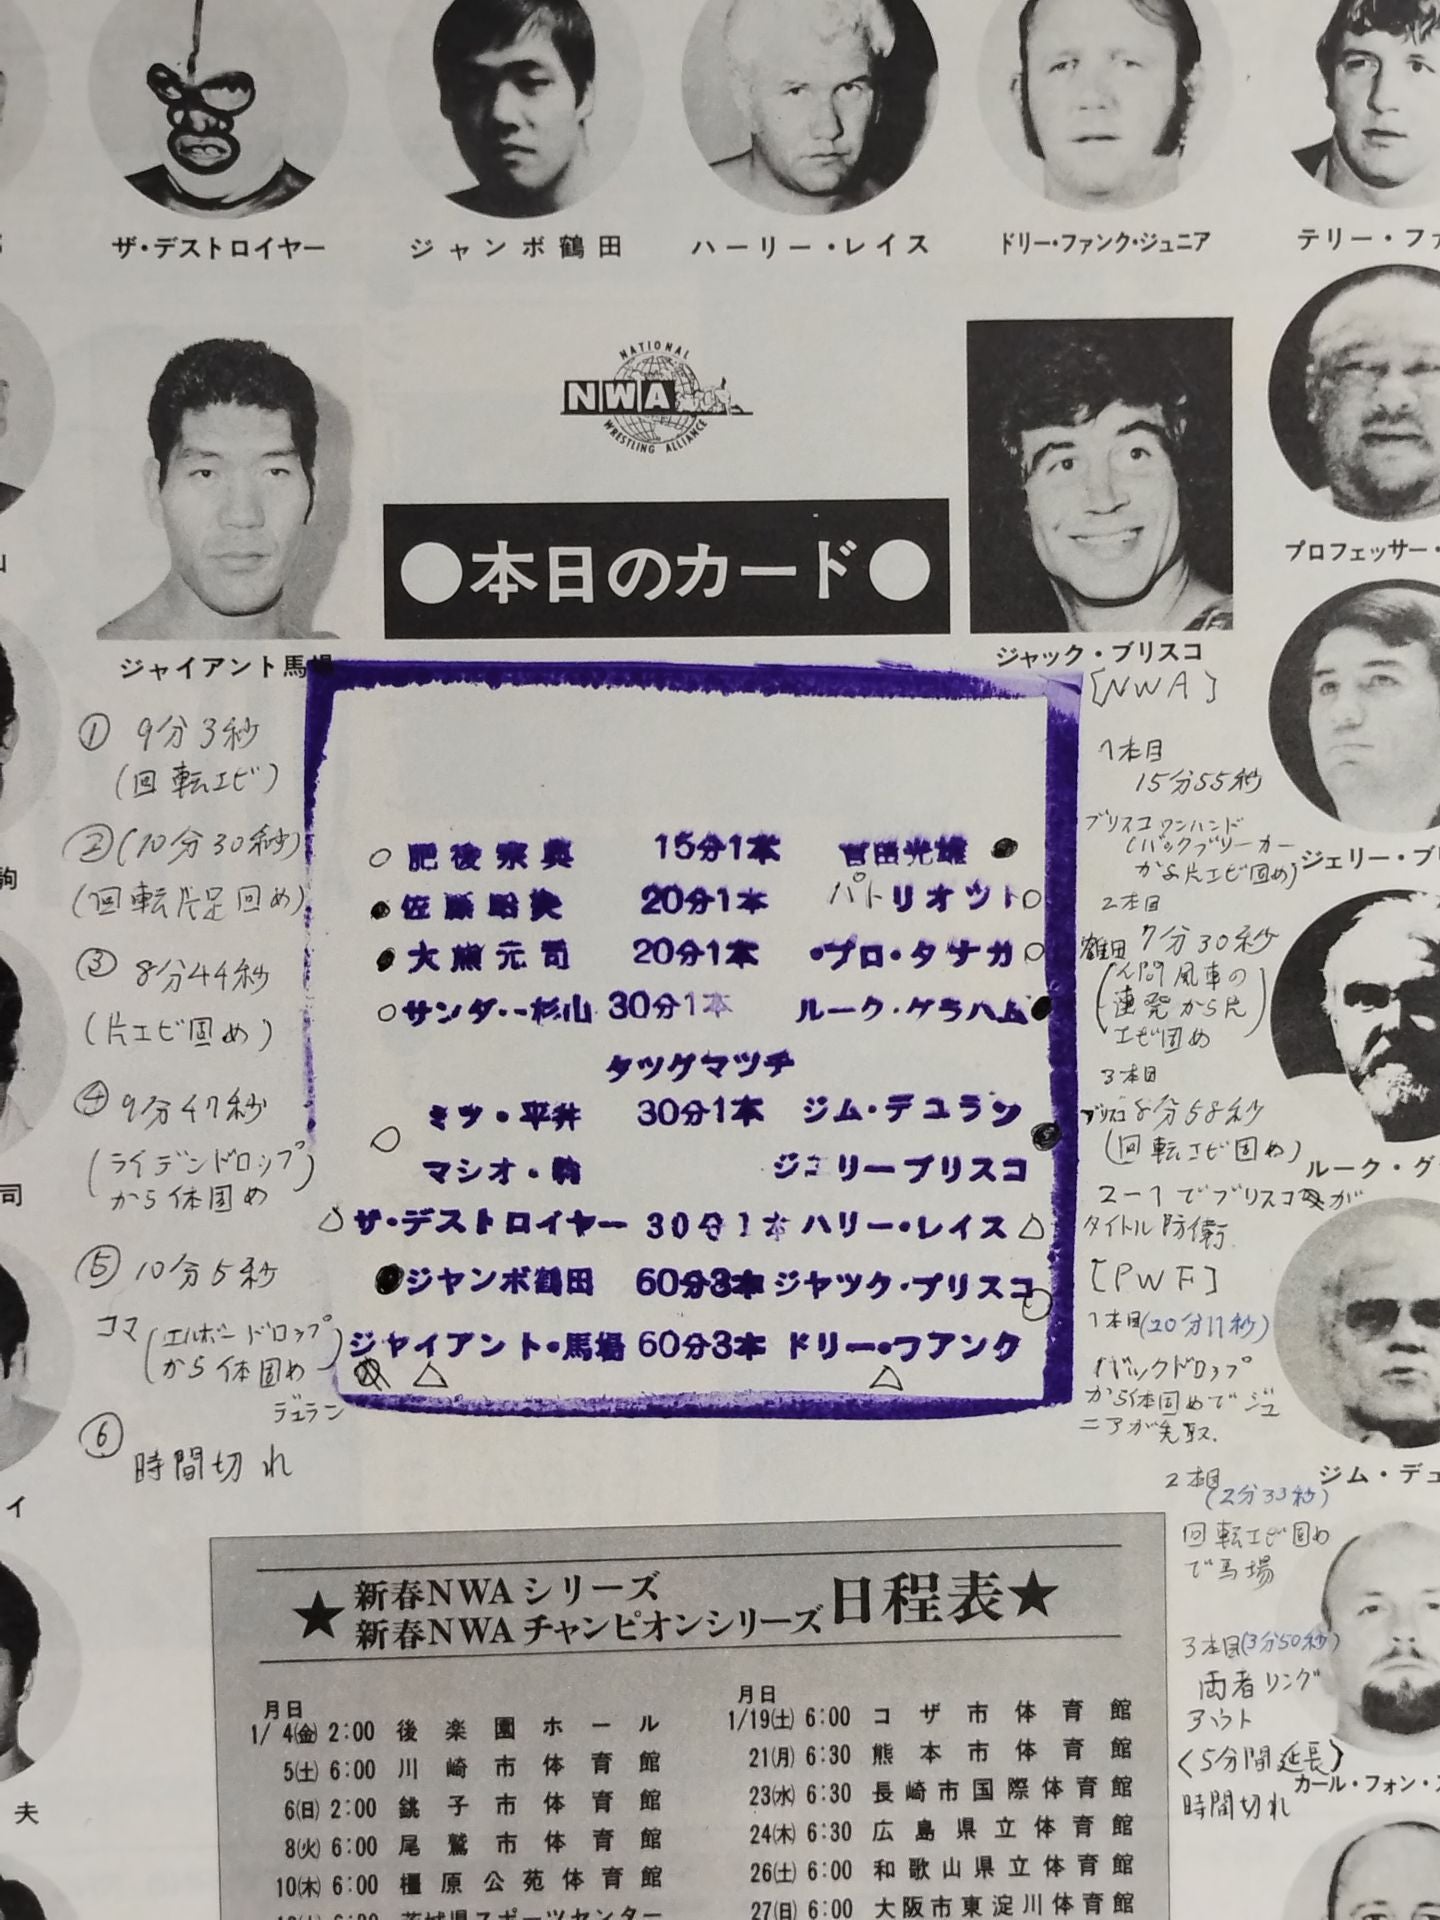 ザ・デストロイヤー
ジャンボ鶴田
ハーリー・レイス
ドリー・ファンク・ジュニア
テリー・ファ
NATIONAL
NWA
WRESTLING ALLIANCE
●本日のカード●
ジャイアント馬場
ジャック・ブリスコ
プロフェッサー・
ジェリー・ブリ
ルーク・グ
ジム・デュ
カール・フォン・
駒
司
イ
夫
肥後宗典 15分1本 官田光雄
佐藤昭夫 20分1本 パトリオット
大熊元司 20分1本 ・プロ・タナカ
サンダー杉山 30分1本 ルーク・グラハム
タッグマッチ
ミツ・平井 30分1本 ジム・デュラン
マシオ・駒 ジェリーブリスコ
ザ・デストロイヤー 30分1本 ハリー・レイス
ジャンボ鶴田 60分3本 ジャック・ブリスコ
ジャイアント・馬場 60分3本 ドリー・ファンク
① 9分3秒
(回転エビ)
②(10分30秒)
(回転片足固め)
③ 8分44秒
(片エビ固め)
④ 9分47秒
(ライデンドロップ
から体固め)
⑤ 10分5秒
コマ(エルボードロップ
から体固め)
デュラン
⑥
時間切れ
[NWA]
1本目
15分55秒
ブリスコワンハンド
(バックブリーカー
から片エビ固め)
2本目
鶴田 7分30秒
(人間風車の
連発から片
エビ固め)
3本目
ブリスコ 8分58秒
(回転エビ固め)
2-1でブリスコが
タイトル防衛
[PWF]
1本目(20分11秒)
バックドロップ
から体固めでジュ
ニアが先取.
2本目
(2分33秒)
回転エビ固め
で馬場
3本目(3分50秒)
両者リング
アウト
〈5分間延長〉
時間切れ
★新春NWAシリーズ
新春NWAチャンピオンシリーズ日程表★
月日
1/4(金) 2:00 後楽園ホール
5(土) 6:00 川崎市体育館
6(日) 2:00 銚子市体育館
8(火) 6:00 尾鷲市体育館
10(木) 6:00 橿原公苑体育館
月日
1/19(土) 6:00 コザ市体育館
21(月) 6:30 熊本市体育館
23(水) 6:30 長崎市国際体育館
24(木) 6:30 広島県立体育館
26(土) 6:00 和歌山県立体育館
27(日) 6:00 大阪市東淀川体育館